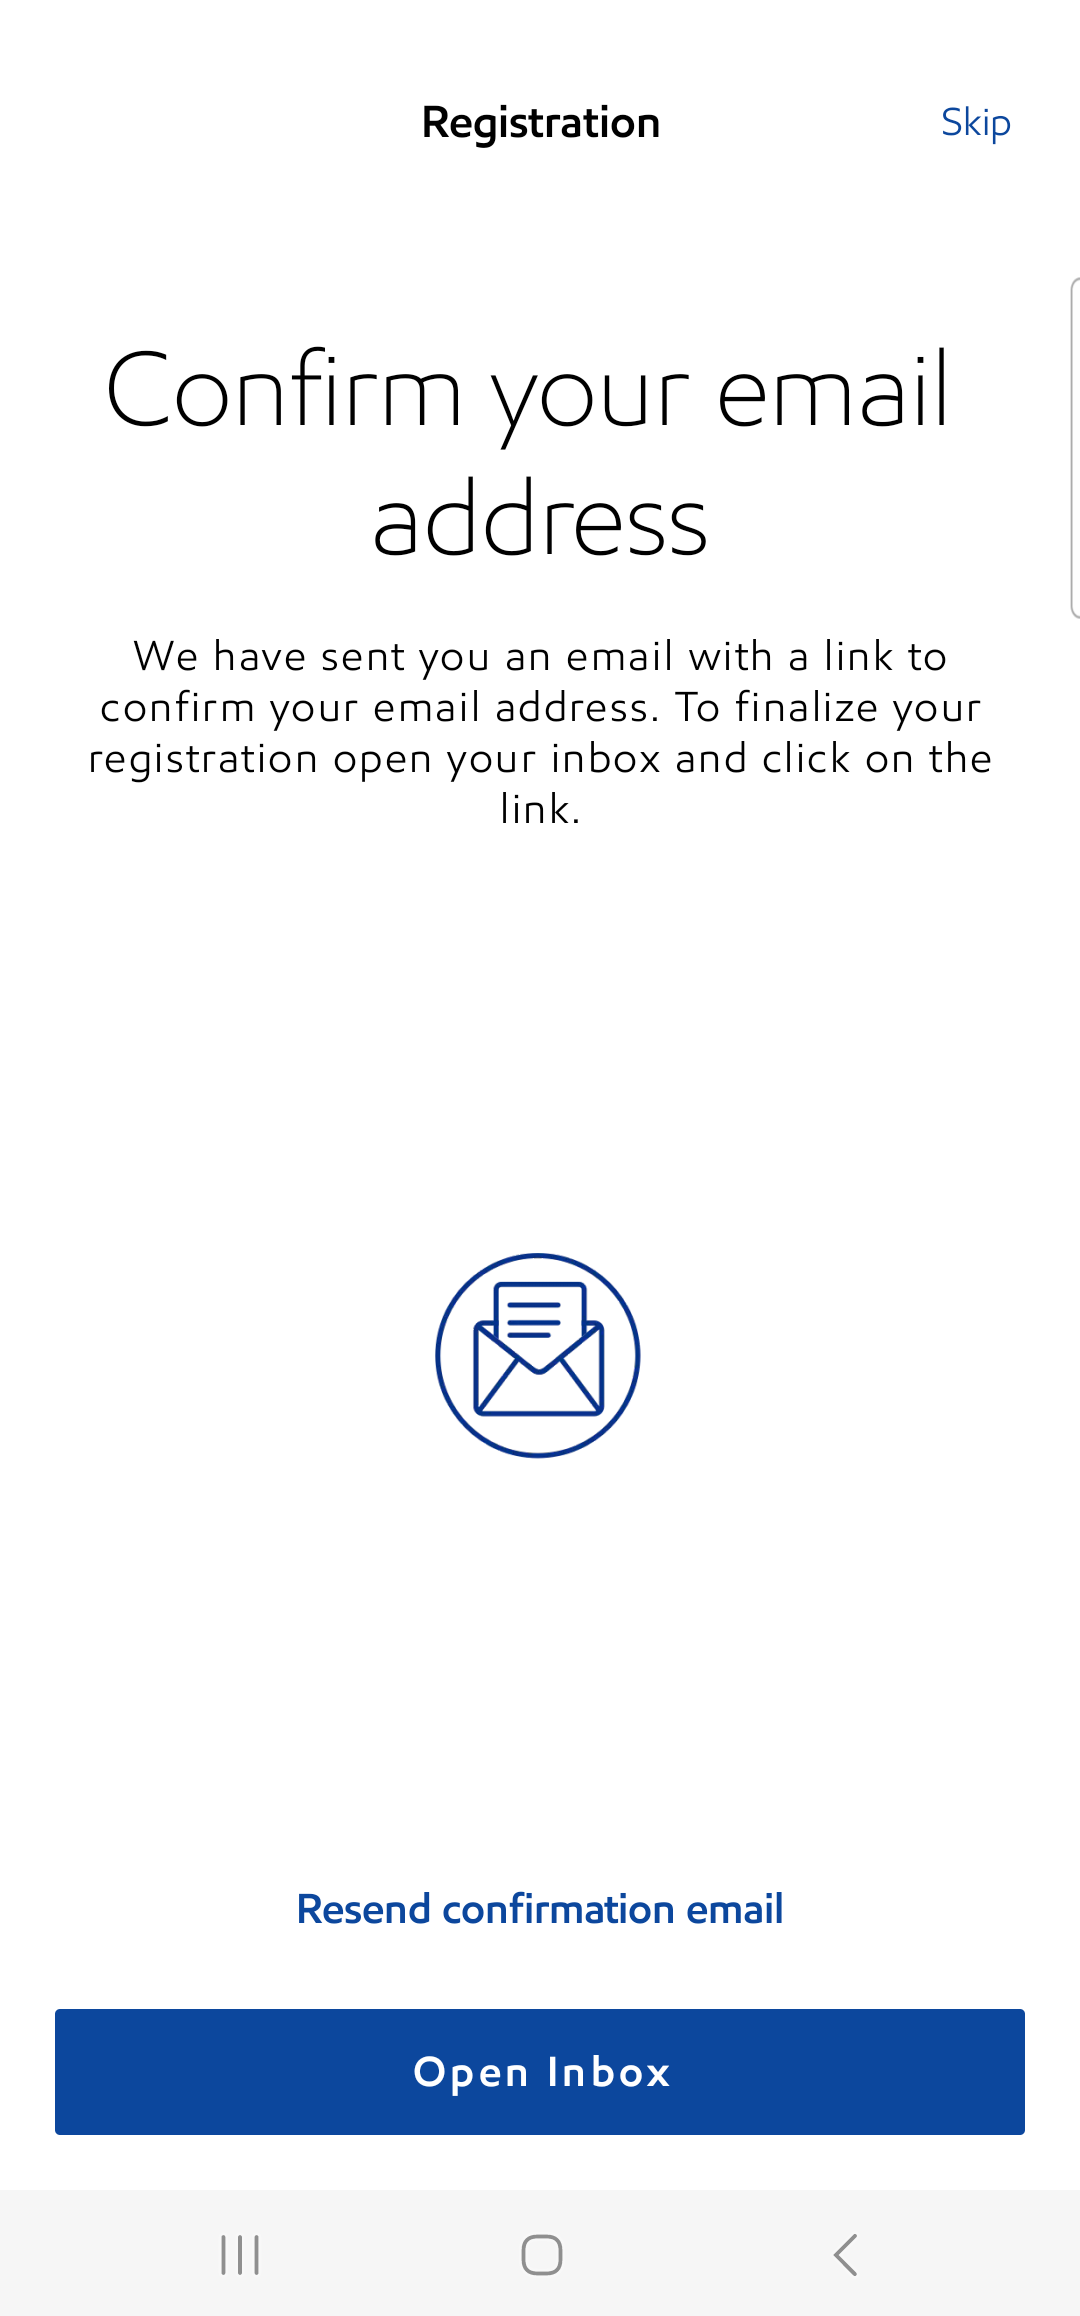 Registration
Skip
Confirm your email
address
We have sent you an email with a link to
confirm your email address. To finalize your
registration open your inbox and click on the
link.
Resend confirmation email
Open Inbox